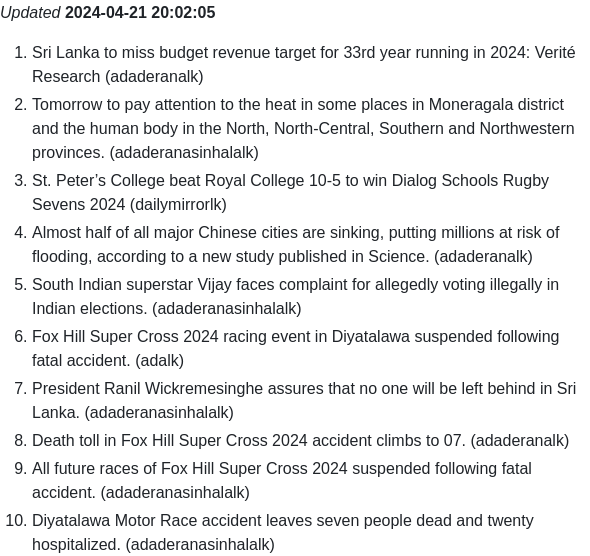 Updated 2024-04-21 20:02:05
1. Sri Lanka to miss budget revenue target for 33rd year running in 2024: Verité
Research (adaderanalk)
2. Tomorrow to pay attention to the heat in some places in Moneragala district
and the human body in the North, North-Central, Southern and Northwestern
provinces. (adaderanasinhalalk)
3. St. Peter’s College beat Royal College 10-5 to win Dialog Schools Rugby
Sevens 2024 (dailymirrorlk)
4. Almost half of all major Chinese cities are sinking, putting millions at risk of
flooding, according to a new study published in Science. (adaderanalk)
5. South Indian superstar Vijay faces complaint for allegedly voting illegally in
Indian elections. (adaderanasinhalalk)
6. Fox Hill Super Cross 2024 racing event in Diyatalawa suspended following
fatal accident. (adalk)
7. President Ranil Wickremesinghe assures that no one will be left behind in Sri
Lanka. (adaderanasinhalalk)
8. Death toll in Fox Hill Super Cross 2024 accident climbs to 07. (adaderanalk)
9. All future races of Fox Hill Super Cross 2024 suspended following fatal
accident. (adaderanasinhalalk)
10. Diyatalawa Motor Race accident leaves seven people dead and twenty
hospitalized. (adaderanasinhalalk)